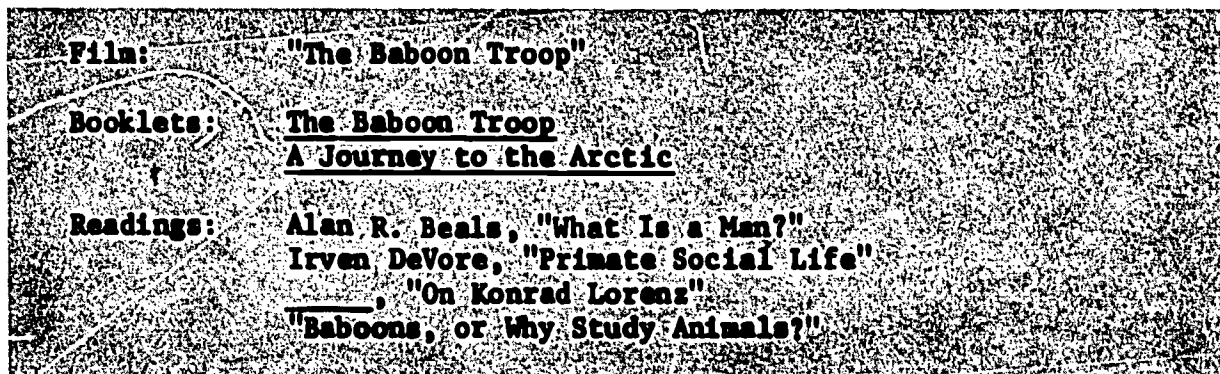 Film: "The Baboon Troop"
Booklets: The Baboon Troop
A Journey to the Arctic
Readings: Alan R. Beals, "What Is a Man?"
Irven DeVore, "Primate Social Life"
_____, "On Konrad Lorenz"
"Baboons, or Why Study Animals?"